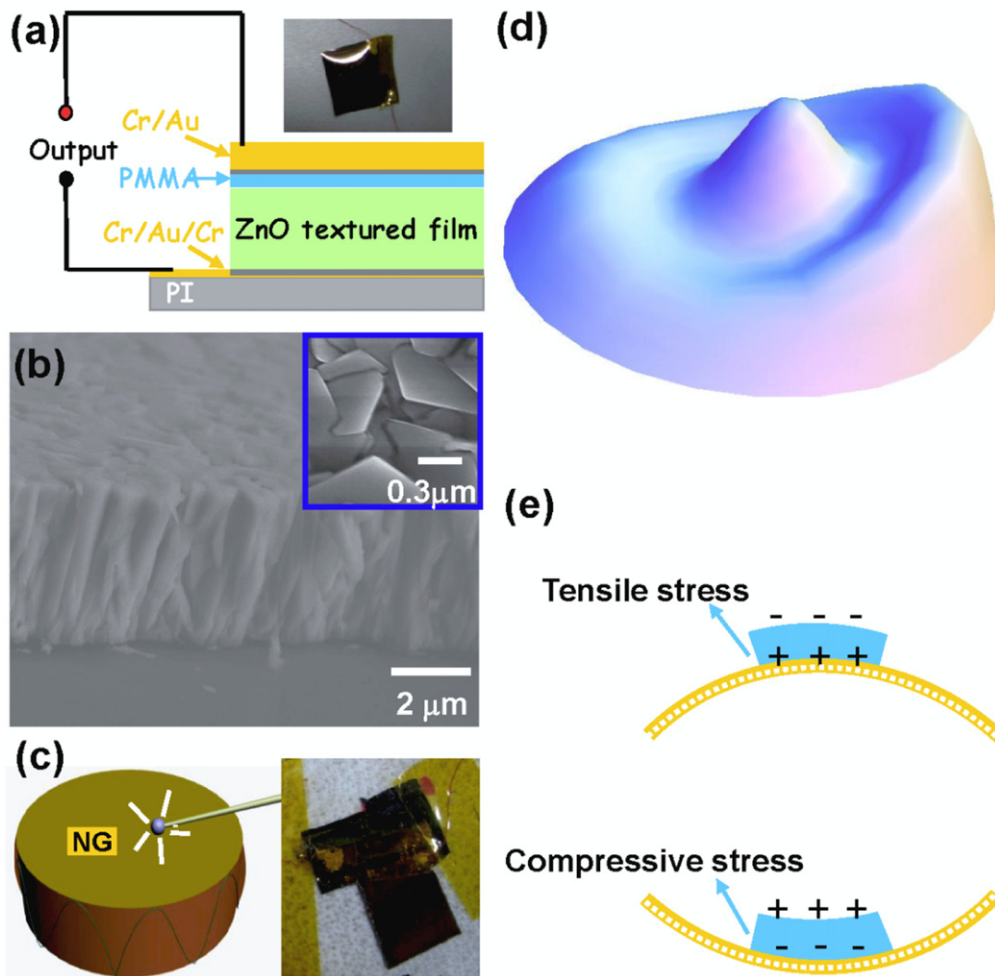 (a)
Cr/Au
Output
PMMA
ZnO textured film
Cr/Au/Cr
PI
(b)
0.3μm
2 μm
(c)
NG
(d)
(e)
Tensile stress
- - -
+ + +
Compressive stress
+ + +
- - -